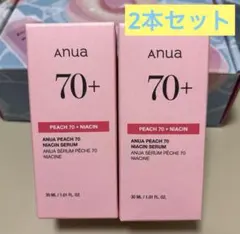 2本セット
Anua
70+
PEACH 70 + NIACIN
ANUA PEACH 70
NIACIN SERUM
ANUA SÉRUM PÊCHE 70
NIACINE
30 ML / 1.01 FL. OZ.
Anua
70+
PEACH 70 + NIACIN
ANUA PEACH 70
NIACIN SERUM
ANUA SÉRUM PÊCHE 70
NIACINE
30 ML / 1.01 FL. OZ.